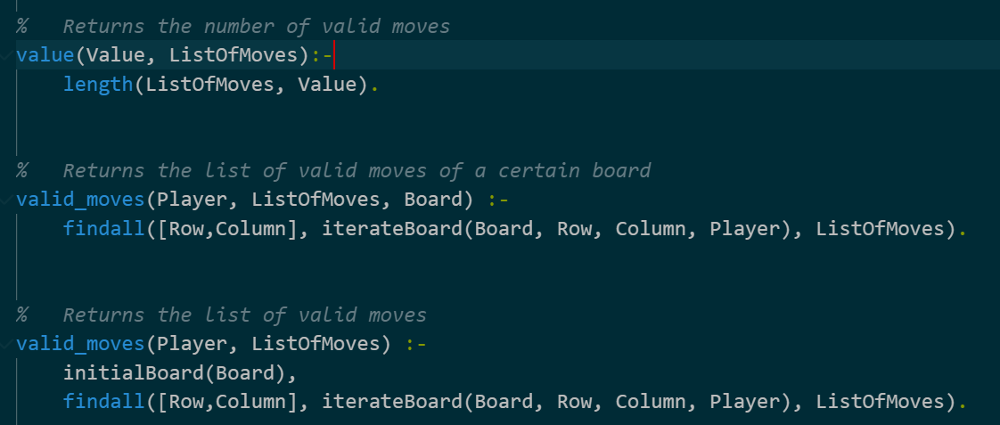 %   Returns the number of valid moves
value(Value, ListOfMoves):-
    length(ListOfMoves, Value).
%   Returns the list of valid moves of a certain board
valid_moves(Player, ListOfMoves, Board) :-
    findall([Row,Column], iterateBoard(Board, Row, Column, Player), ListOfMoves).
%   Returns the list of valid moves
valid_moves(Player, ListOfMoves) :-
    initialBoard(Board),
    findall([Row,Column], iterateBoard(Board, Row, Column, Player), ListOfMoves).